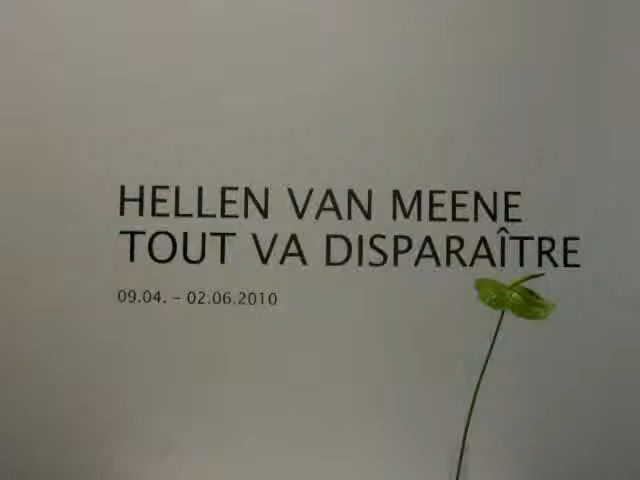 HELLEN VAN MEENE
TOUT VA DISPARAÎTRE
09.04. – 02.06.2010